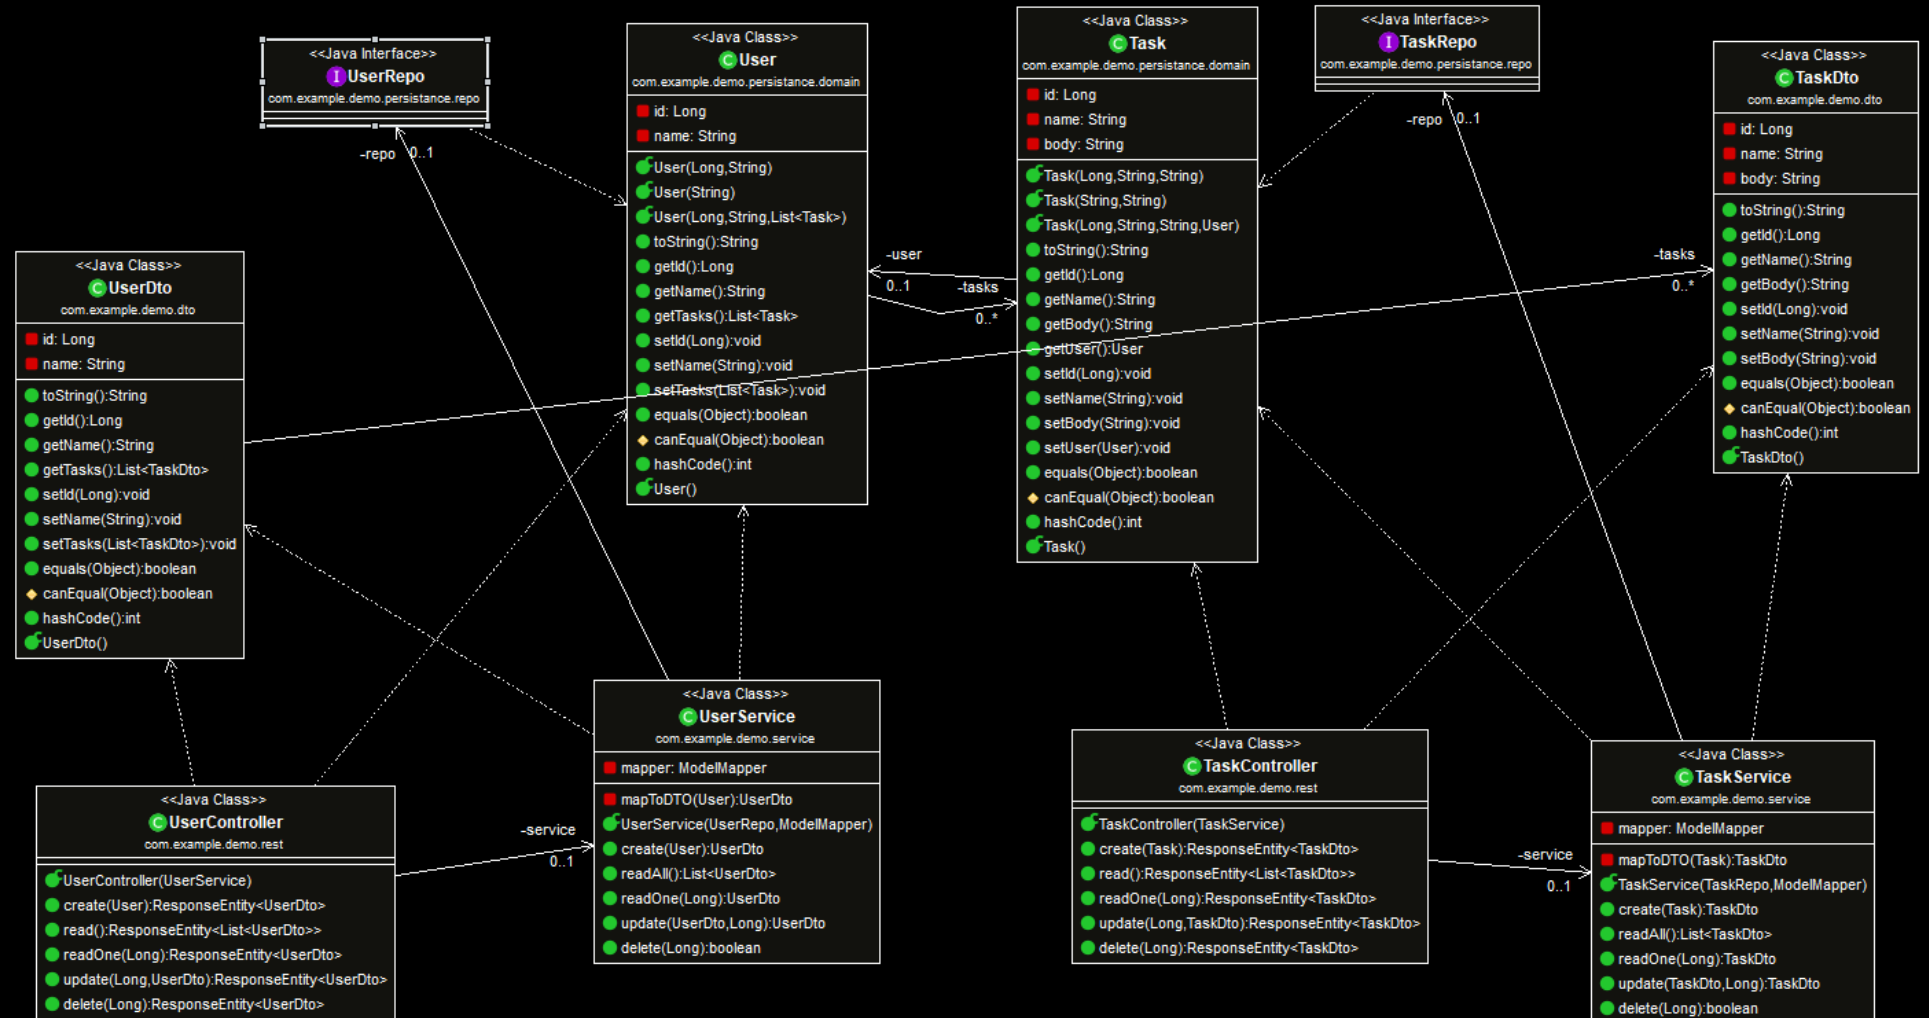 <<Java Interface>>
UserRepo
com.example.demo.persistance.repo
-repo
0..1
<<Java Class>>
User
com.example.demo.persistance.domain
id: Long
name: String
User(Long,String)
User(String)
User(Long,String,List<Task>)
toString():String
getId():Long
getName():String
getTasks():List<Task>
setId(Long):void
setName(String):void
setTasks(List<Task>):void
equals(Object):boolean
canEqual(Object):boolean
hashCode():int
User()
-user
0..1
-tasks
0..*
<<Java Class>>
Task
com.example.demo.persistance.domain
id: Long
name: String
body: String
Task(Long,String,String)
Task(String,String)
Task(Long,String,String,User)
toString():String
getId():Long
getName():String
getBody():String
getUser():User
setId(Long):void
setName(String):void
setBody(String):void
setUser(User):void
equals(Object):boolean
canEqual(Object):boolean
hashCode():int
Task()
<<Java Interface>>
TaskRepo
com.example.demo.persistance.repo
-repo
0..1
<<Java Class>>
TaskDto
com.example.demo.dto
id: Long
name: String
body: String
toString():String
getId():Long
getName():String
getBody():String
setId(Long):void
setName(String):void
setBody(String):void
equals(Object):boolean
canEqual(Object):boolean
hashCode():int
TaskDto()
-tasks
0..*
<<Java Class>>
UserDto
com.example.demo.dto
id: Long
name: String
toString():String
getId():Long
getName():String
getTasks():List<TaskDto>
setId(Long):void
setName(String):void
setTasks(List<TaskDto>):void
equals(Object):boolean
canEqual(Object):boolean
hashCode():int
UserDto()
<<Java Class>>
UserController
com.example.demo.rest
UserController(UserService)
create(User):ResponseEntity<UserDto>
read():ResponseEntity<List<UserDto>>
readOne(Long):ResponseEntity<UserDto>
update(Long,UserDto):ResponseEntity<UserDto>
delete(Long):ResponseEntity<UserDto>
-service
0..1
<<Java Class>>
UserService
com.example.demo.service
mapper: ModelMapper
mapToDTO(User):UserDto
UserService(UserRepo,ModelMapper)
create(User):UserDto
readAll():List<UserDto>
readOne(Long):UserDto
update(UserDto,Long):UserDto
delete(Long):boolean
<<Java Class>>
TaskController
com.example.demo.rest
TaskController(TaskService)
create(Task):ResponseEntity<TaskDto>
read():ResponseEntity<List<TaskDto>>
readOne(Long):ResponseEntity<TaskDto>
update(Long,TaskDto):ResponseEntity<TaskDto>
delete(Long):ResponseEntity<TaskDto>
-service
0..1
<<Java Class>>
TaskService
com.example.demo.service
mapper: ModelMapper
mapToDTO(Task):TaskDto
TaskService(TaskRepo,ModelMapper)
create(Task):TaskDto
readAll():List<TaskDto>
readOne(Long):TaskDto
update(TaskDto,Long):TaskDto
delete(Long):boolean